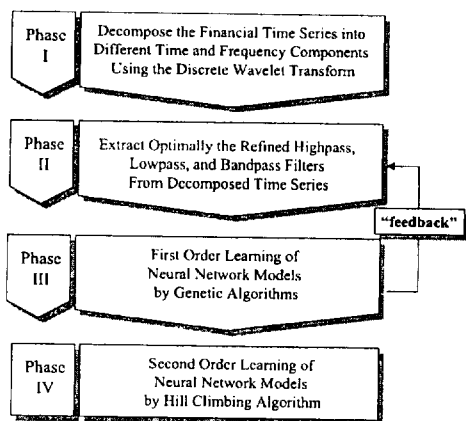 Phase
I
Decompose the Financial Time Series into
Different Time and Frequency Components
Using the Discrete Wavelet Transform
Phase
II
Extract Optimally the Refined Highpass,
Lowpass, and Bandpass Filters
From Decomposed Time Series
"feedback"
Phase
III
First Order Learning of
Neural Network Models
by Genetic Algorithms
Phase
IV
Second Order Learning of
Neural Network Models
by Hill Climbing Algorithm